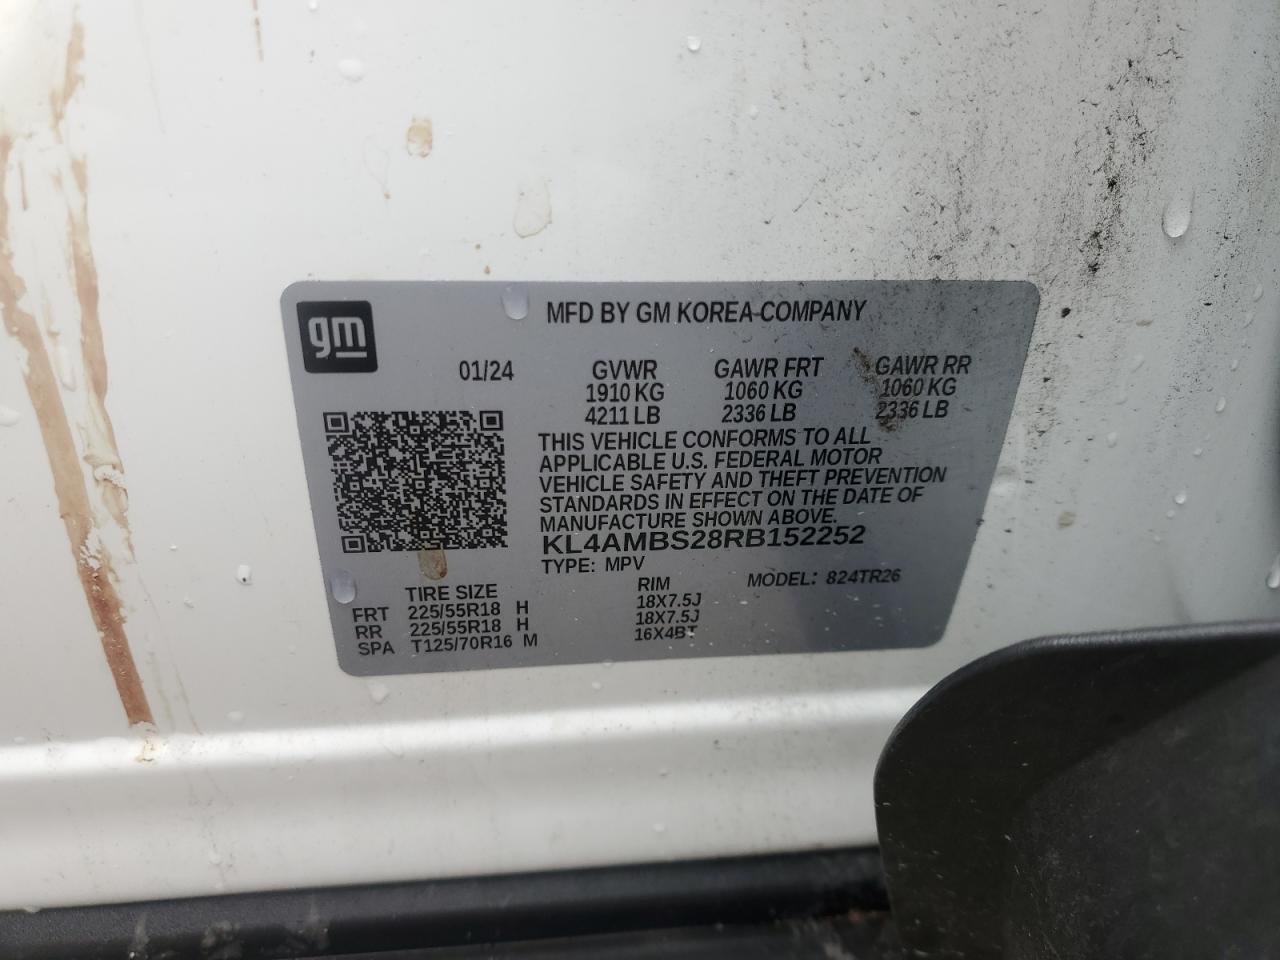 gm
MFD BY GM KOREA COMPANY
01/24 GVWR GAWR FRT GAWR RR
1910 KG 1060 KG 1060 KG
4211 LB 2336 LB 2336 LB
THIS VEHICLE CONFORMS TO ALL
APPLICABLE U.S. FEDERAL MOTOR
VEHICLE SAFETY AND THEFT PREVENTION
STANDARDS IN EFFECT ON THE DATE OF
MANUFACTURE SHOWN ABOVE.
KL4AMBS28RB152252
TYPE: MPV MODEL: 824TR26
TIRE SIZE RIM
FRT 225/55R18 H 18X7.5J
RR 225/55R18 H 18X7.5J
SPA T125/70R16 M 16X4BT